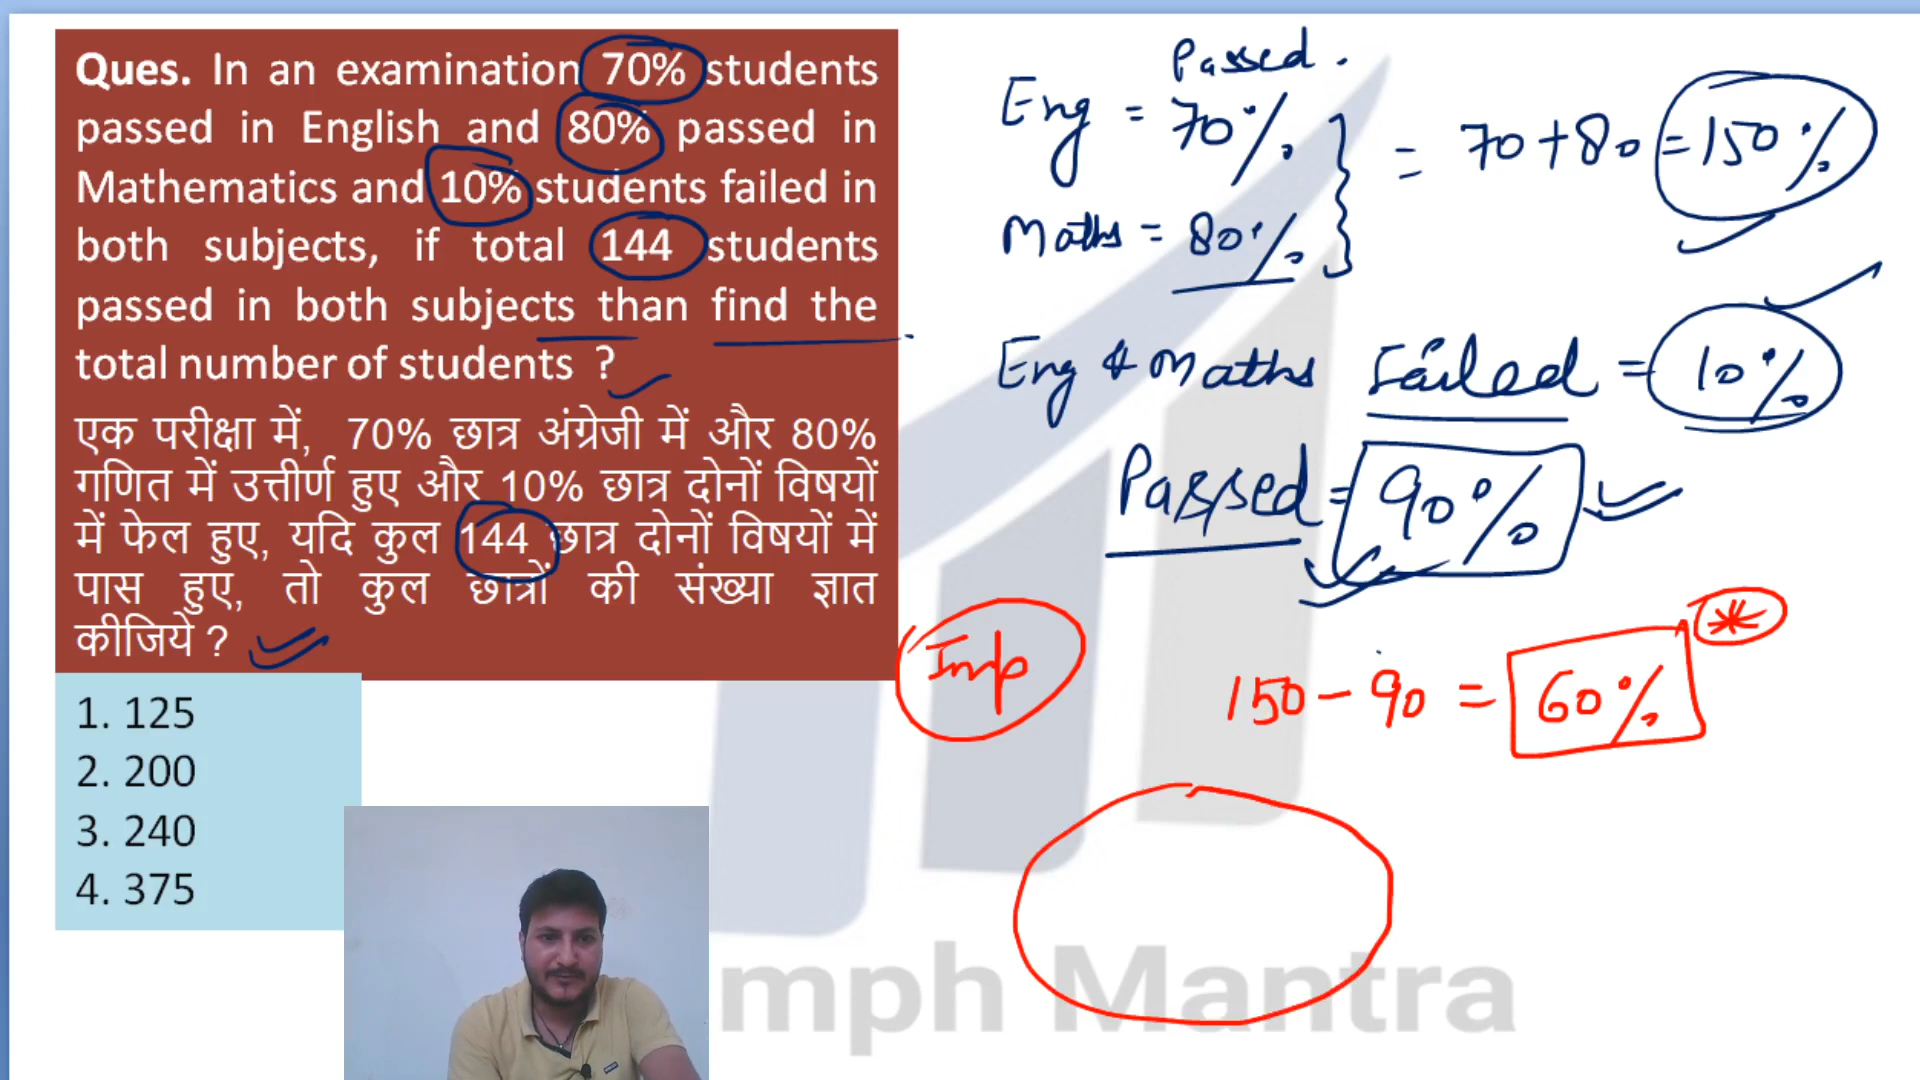 Ques. In an examination 70% students
passed in English and 80% passed in
Mathematics and 10% students failed in
both subjects, if total 144 students
passed in both subjects than find the
total number of students ?
एक परीक्षा में, 70% छात्र अंग्रेजी में और 80%
गणित में उत्तीर्ण हुए और 10% छात्र दोनों विषयों
में फेल हुए, यदि कुल 144 छात्र दोनों विषयों में
पास हुए, तो कुल छात्रों की संख्या ज्ञात
कीजिये ?
1. 125
2. 200
3. 240
4. 375
Passed.
Eng = 70%
Maths = 80%
= 70+80 = 150%
Eng & Maths Failed = 10%
Passed = 90%
Imp
150 - 90 = 60%
mph Mantra